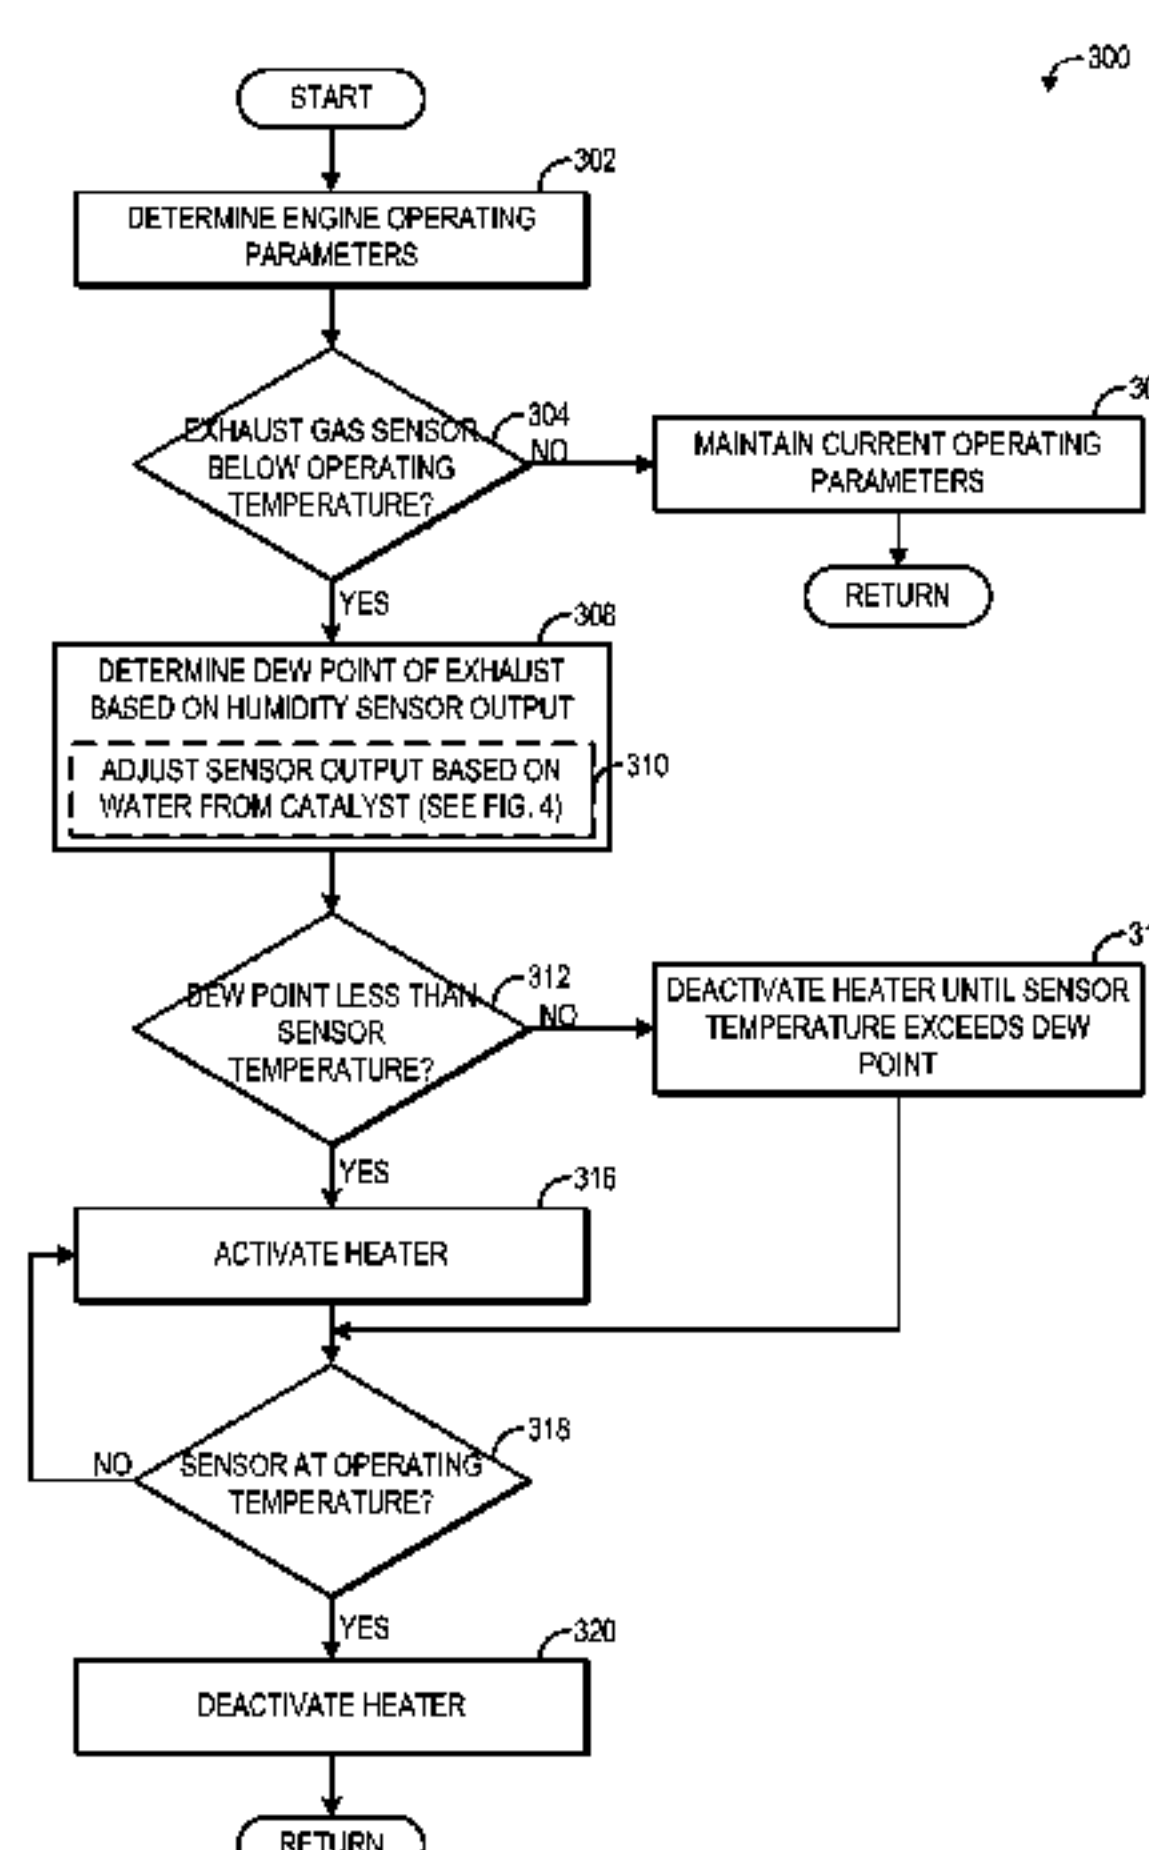 300
START
302
DETERMINE ENGINE OPERATING
PARAMETERS
304
EXHAUST GAS SENSOR
BELOW OPERATING
TEMPERATURE?
NO
MAINTAIN CURRENT OPERATING
PARAMETERS
RETURN
YES
308
DETERMINE DEW POINT OF EXHAUST
BASED ON HUMIDITY SENSOR OUTPUT
310
ADJUST SENSOR OUTPUT BASED ON
WATER FROM CATALYST (SEE FIG. 4)
312
DEW POINT LESS THAN
SENSOR
TEMPERATURE?
NO
DEACTIVATE HEATER UNTIL SENSOR
TEMPERATURE EXCEEDS DEW
POINT
YES
316
ACTIVATE HEATER
318
NO
SENSOR AT OPERATING
TEMPERATURE?
YES
320
DEACTIVATE HEATER
RETURN